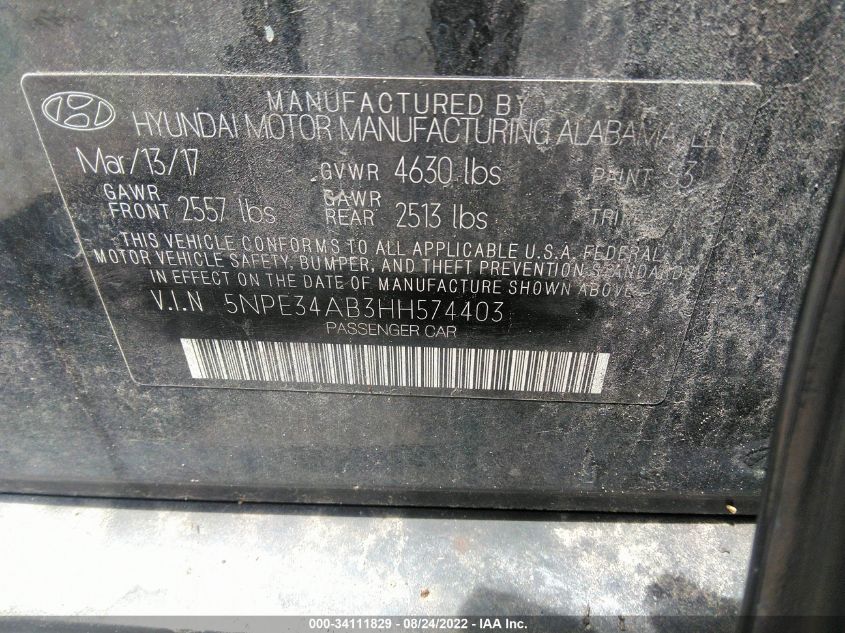 MANUFACTURED BY
HYUNDAI MOTOR MANUFACTURING ALABAMA, LLC
Mar/13/17 GVWR 4630 lbs PAINT
GAWR FRONT 2557 lbs GAWR REAR 2513 lbs TRIM
THIS VEHICLE CONFORMS TO ALL APPLICABLE U.S.A. FEDERAL
MOTOR VEHICLE SAFETY, BUMPER, AND THEFT PREVENTION STANDARDS
IN EFFECT ON THE DATE OF MANUFACTURE SHOWN ABOVE.
V.I.N 5NPE34AB3HH574403
PASSENGER CAR
000-34111829 - 08/24/2022 - IAA Inc.